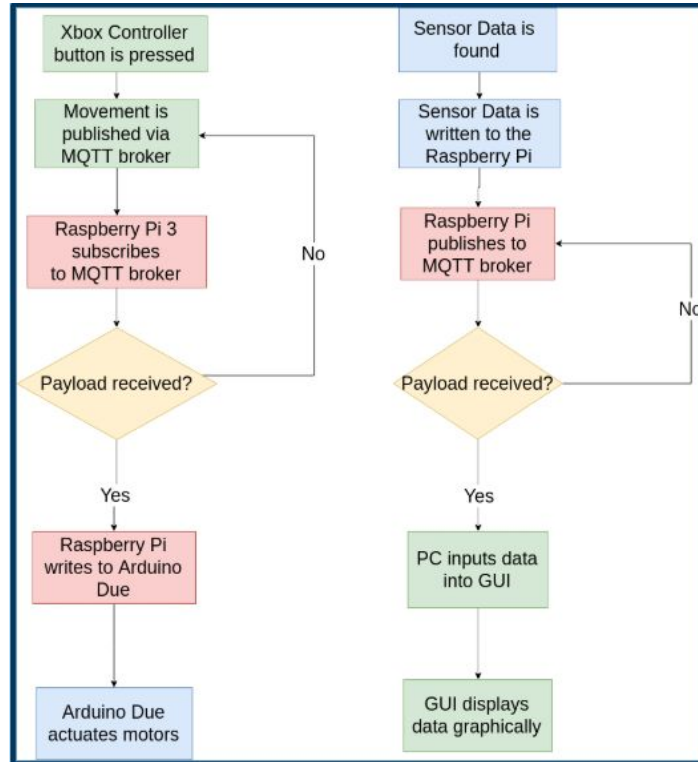 Xbox Controller
button is pressed
Movement is
published via
MQTT broker
Raspberry Pi 3
subscribes
to MQTT broker
No
Payload received?
Yes
Raspberry Pi
writes to Arduino
Due
Arduino Due
actuates motors
Sensor Data is
found
Sensor Data is
written to the
Raspberry Pi
Raspberry Pi
publishes to
MQTT broker
No
Payload received?
Yes
PC inputs data
into GUI
GUI displays
data graphically